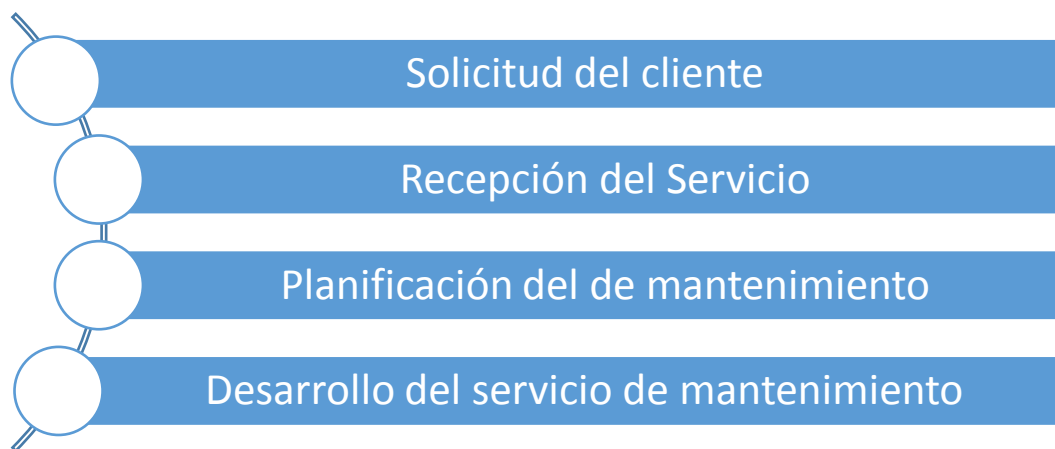 Solicitud del cliente
Recepción del Servicio
Planificación del de mantenimiento
Desarrollo del servicio de mantenimiento